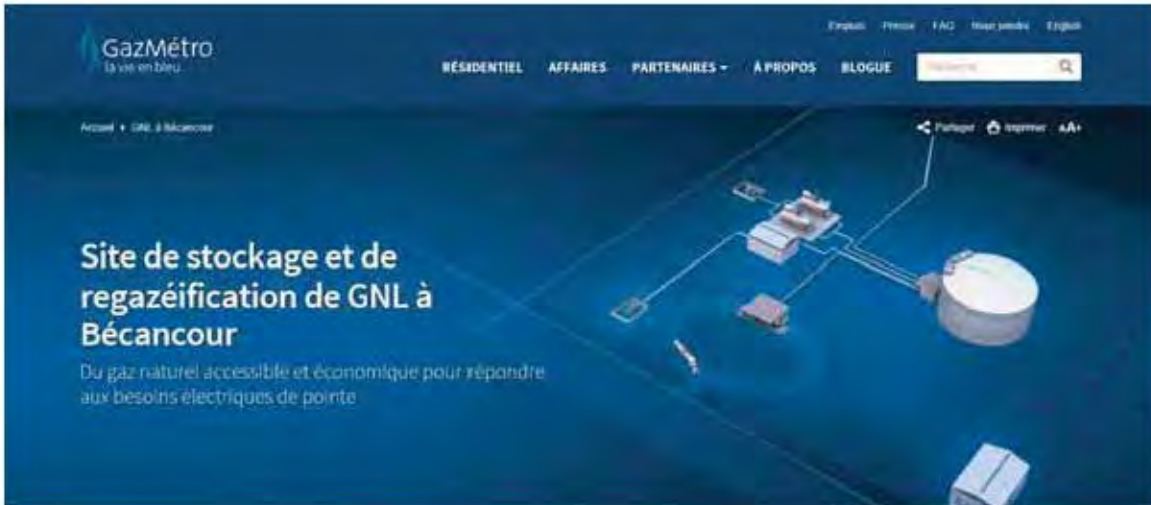 Emplois Presse FAQ Nous joindre English
GazMétro
la vie en bleu
RÉSIDENTIEL AFFAIRES PARTENAIRES À PROPOS BLOGUE
Accueil GNL à Bécancour
Partager Imprimer AA+
Site de stockage et de
regazéification de GNL à
Bécancour
Du gaz naturel accessible et économique pour répondre
aux besoins électriques de pointe